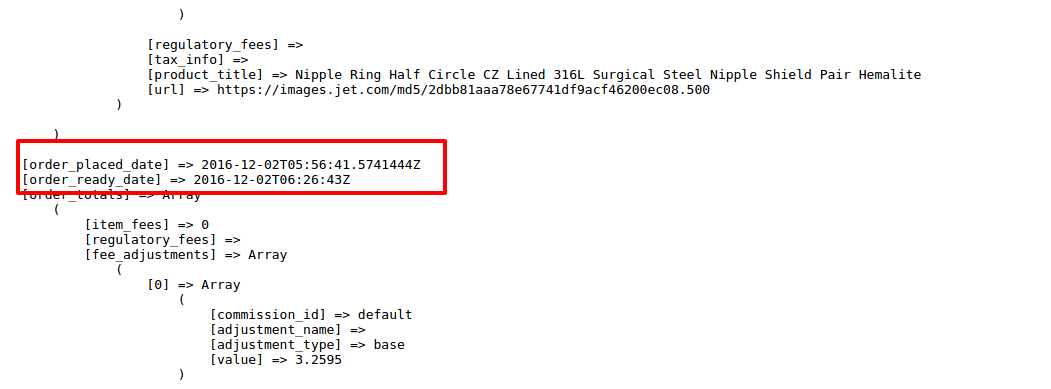 )
[regulatory_fees] =>
[tax_info] =>
[product_title] => Nipple Ring Half Circle CZ Lined 316L Surgical Steel Nipple Shield Pair Hemalite
[url] => https://images.jet.com/md5/2dbb81aaa78e67741df9acf46200ec08.500
)
)
[order_placed_date] => 2016-12-02T05:56:41.5741444Z
[order_ready_date] => 2016-12-02T06:26:43Z
[order_totals] => Array
(
[item_fees] => 0
[regulatory_fees] =>
[fee_adjustments] => Array
(
[0] => Array
(
[commission_id] => default
[adjustment_name] =>
[adjustment_type] => base
[value] => 3.2595
)